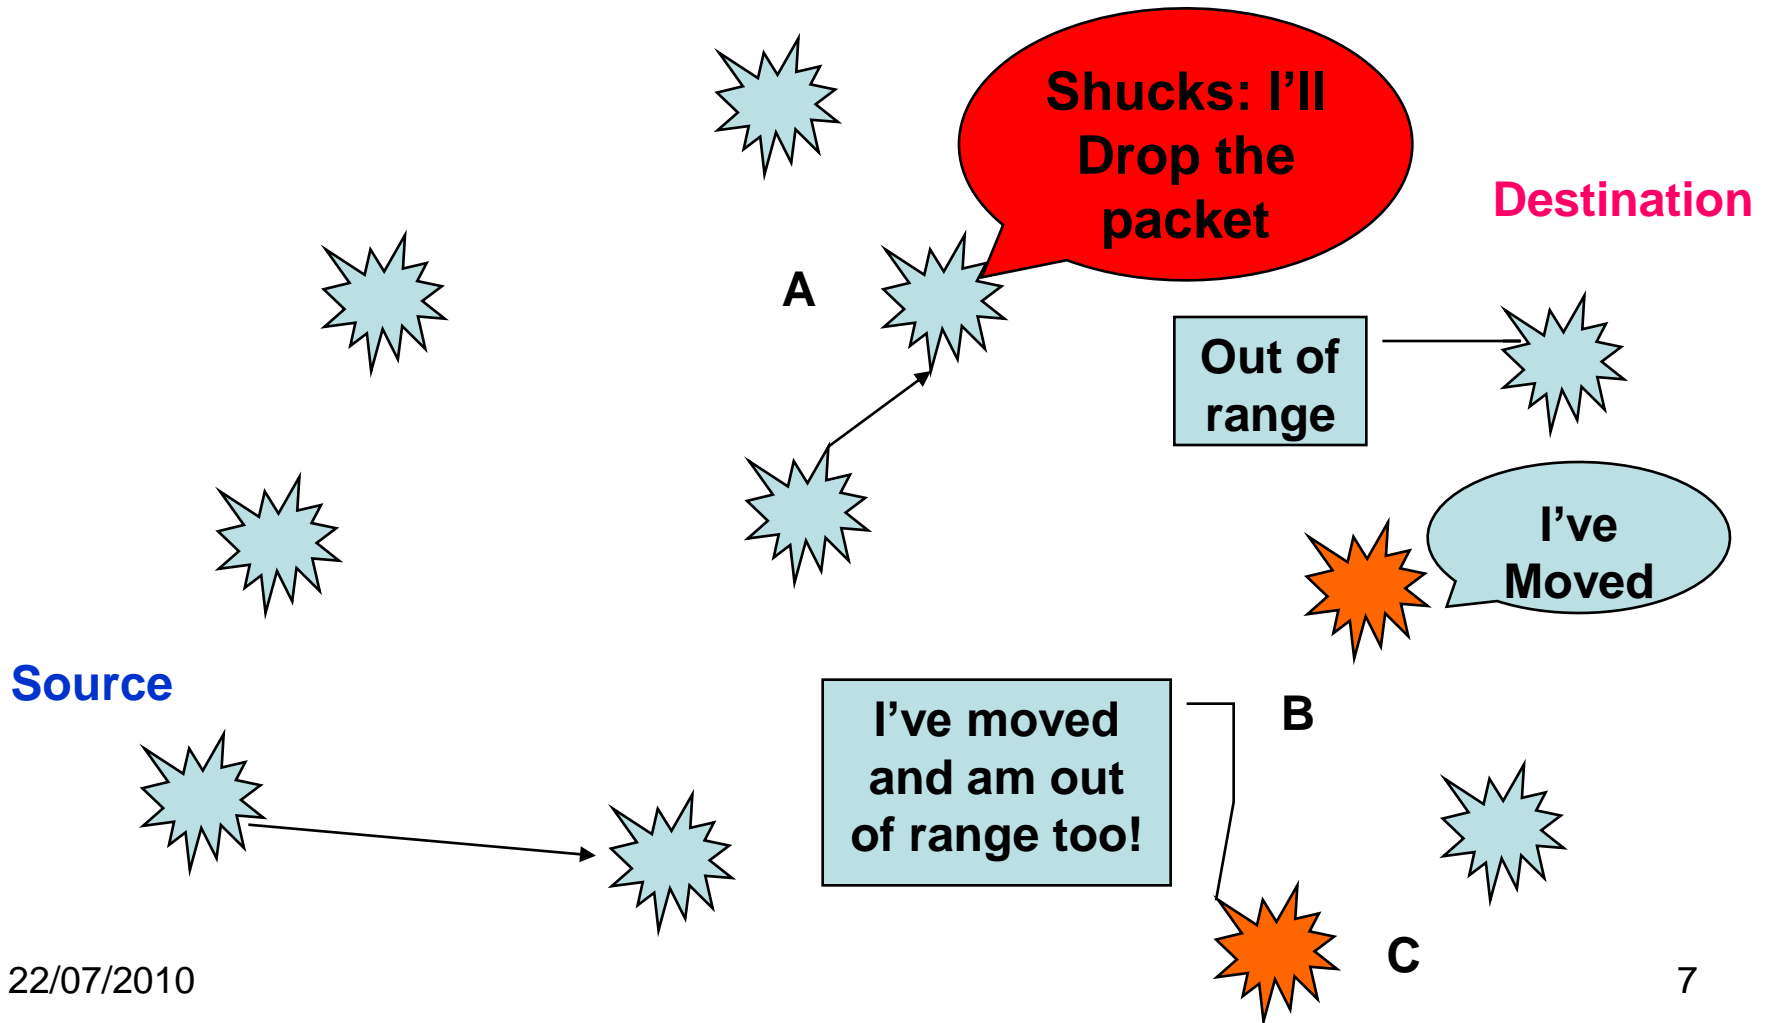 Shucks: I'll
Drop the
packet
Destination
A
Out of
range
I've
Moved
Source
I've moved
and am out
of range too!
B
C
22/07/2010
7